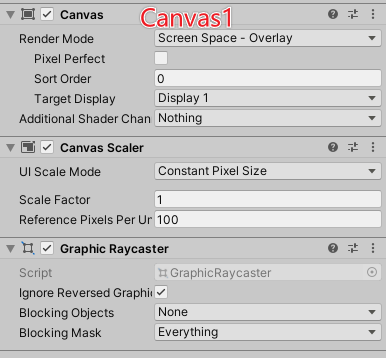 Canvas
Canvas1
Render Mode
Screen Space - Overlay
Pixel Perfect
Sort Order
0
Target Display
Display 1
Additional Shader Chan
Nothing
Canvas Scaler
UI Scale Mode
Constant Pixel Size
Scale Factor
1
Reference Pixels Per Un
100
Graphic Raycaster
Script
GraphicRaycaster
Ignore Reversed Graphic
Blocking Objects
None
Blocking Mask
Everything